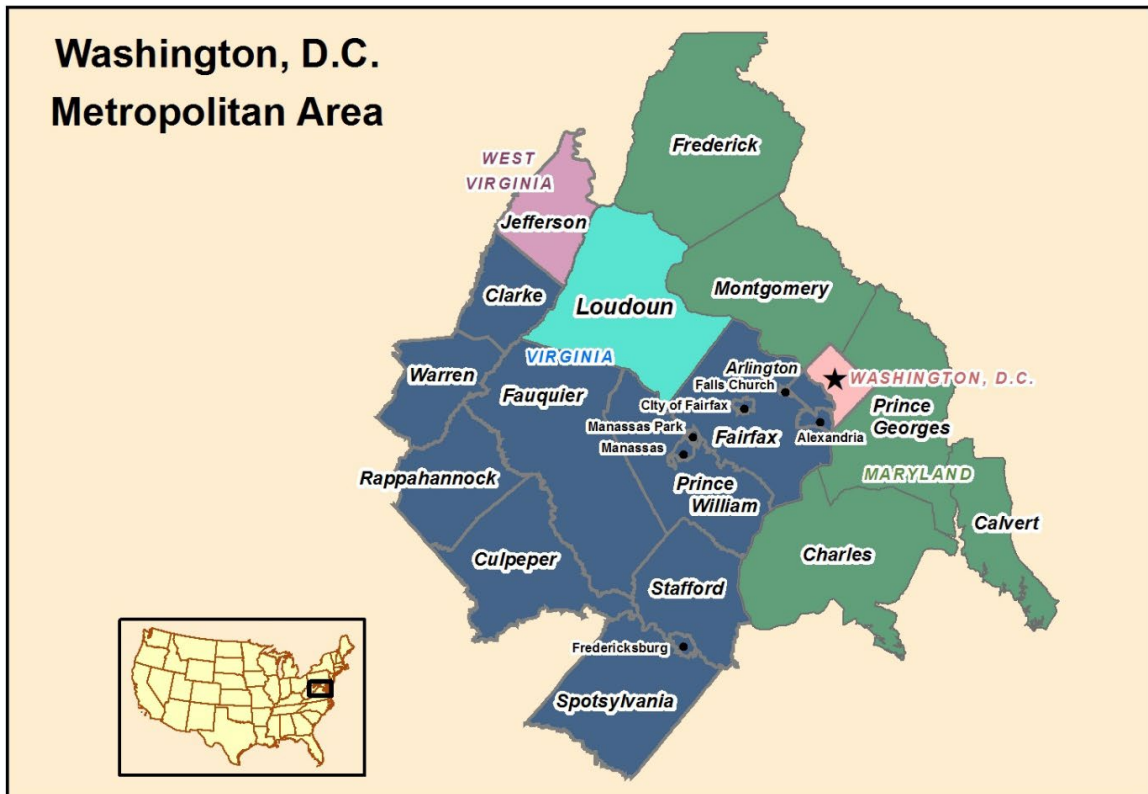 Washington, D.C.
Metropolitan Area
Frederick
WEST
VIRGINIA
Jefferson
Montgomery
Clarke
Loudoun
VIRGINIA
Warren
Fauquier
Arlington
Falls Church
WASHINGTON, D.C.
City of Fairfax
Prince
Georges
Manassas Park
Fairfax
Alexandria
Manassas
Rappahannock
Prince
William
MARYLAND
Calvert
Culpeper
Charles
Stafford
Fredericksburg
Spotsylvania